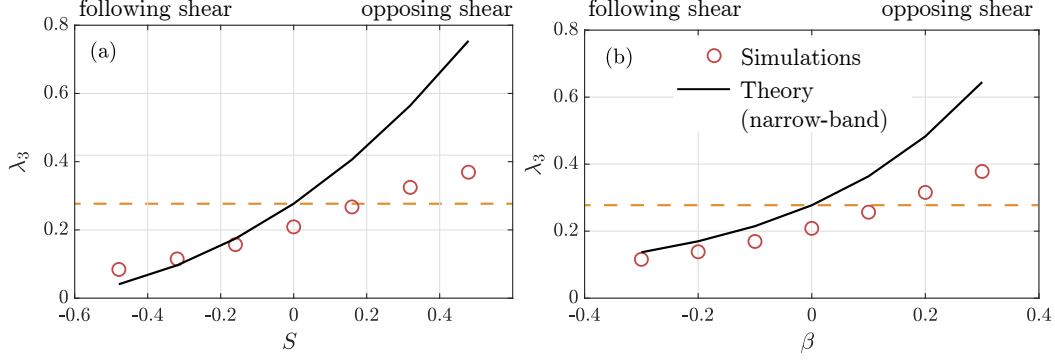 following shear opposing shear
(a)
0.8
0.6
0.4
0.2
0
λ₃
-0.6 -0.4 -0.2 0 0.2 0.4
S
following shear opposing shear
(b)
Simulations
Theory
(narrow-band)
0.8
0.6
0.4
0.2
0
λ₃
-0.4 -0.2 0 0.2 0.4
β